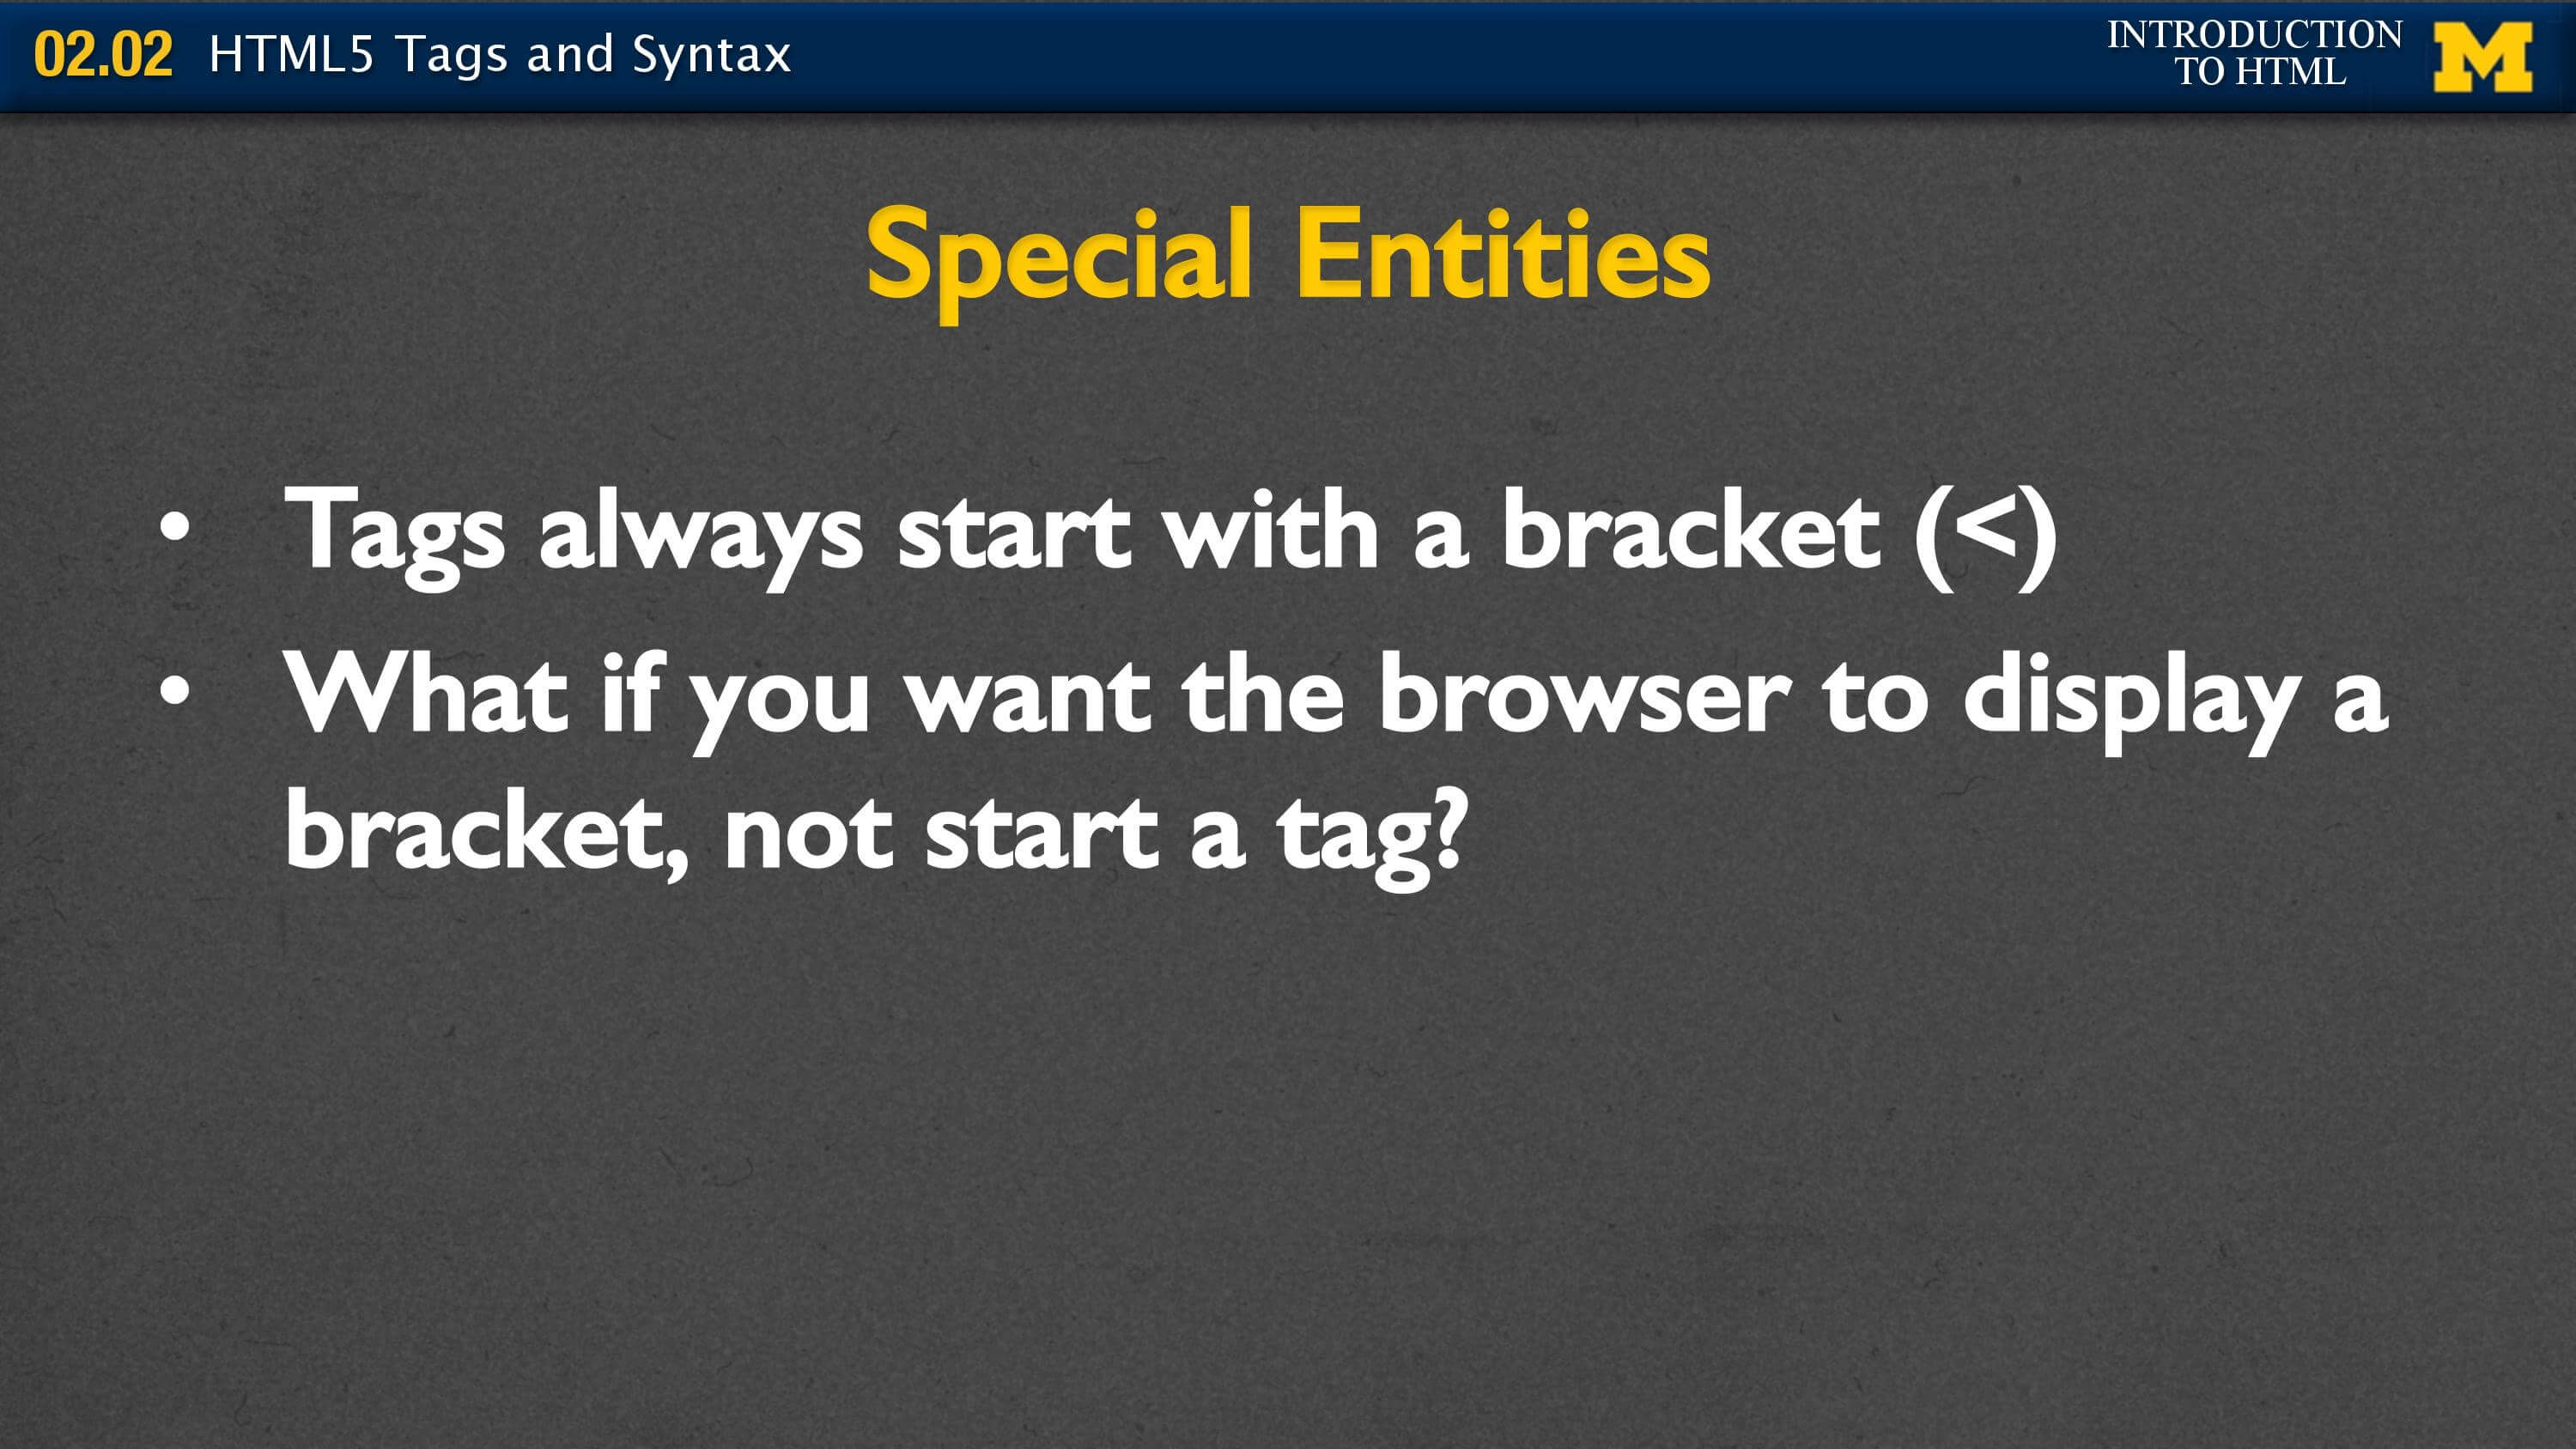 02.02 HTML5 Tags and Syntax
INTRODUCTION
TO HTML
M
Special Entities
• Tags always start with a bracket (<)
• What if you want the browser to display a
bracket, not start a tag?